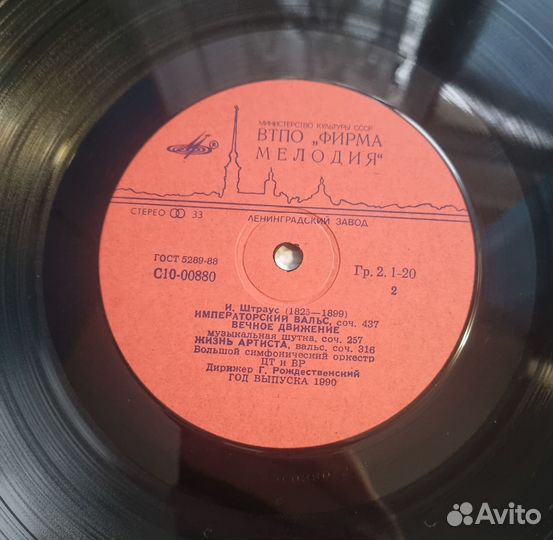 МИНИСТЕРСТВО КУЛЬТУРЫ СССР
ВТПО „ФИРМА
МЕЛОДИЯ"
СТЕРЕО 33
ЛЕНИНГРАДСКИЙ ЗАВОД
ГОСТ 5289-88
С10-00880
Гр. 2. 1-20
2
И. Штраус (1825—1899)
ИМПЕРАТОРСКИЙ ВАЛЬС, соч. 437
ВЕЧНОЕ ДВИЖЕНИЕ
музыкальная шутка, соч. 257
ЖИЗНЬ АРТИСТА, вальс, соч. 316
Большой симфонический оркестр
ЦТ и ВР
Дирижер Г. Рождественский
ГОД ВЫПУСКА 1990
Avito